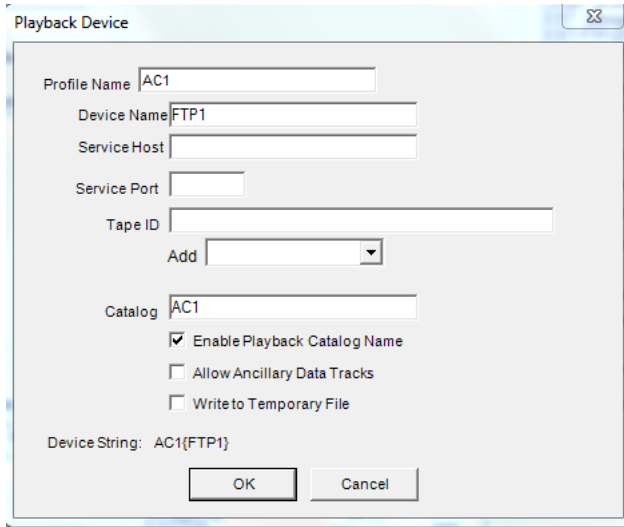 Playback Device
Profile Name AC1
Device Name FTP1
Service Host
Service Port
Tape ID
Add
Catalog AC1
Enable Playback Catalog Name
Allow Ancillary Data Tracks
Write to Temporary File
Device String: AC1{FTP1}
OK Cancel